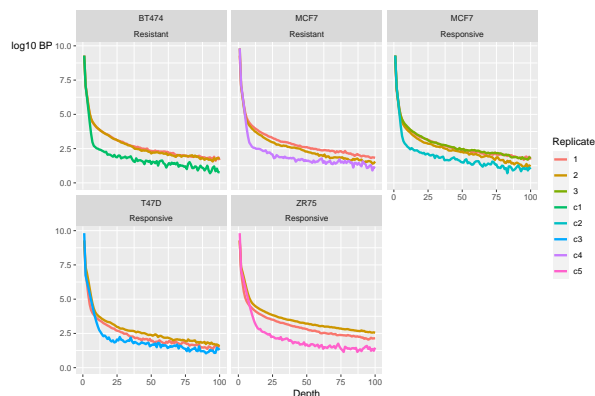 BT474 MCF7 MCF7
Resistant Resistant Responsive
log10 BP
10.0
7.5
5.0
2.5
0.0
0 25 50 75 100
T47D ZR75
Responsive Responsive
10.0
7.5
5.0
2.5
0.0
0 25 50 75 100 0 25 50 75 100
Depth
Replicate
1
2
3
c1
c2
c3
c4
c5